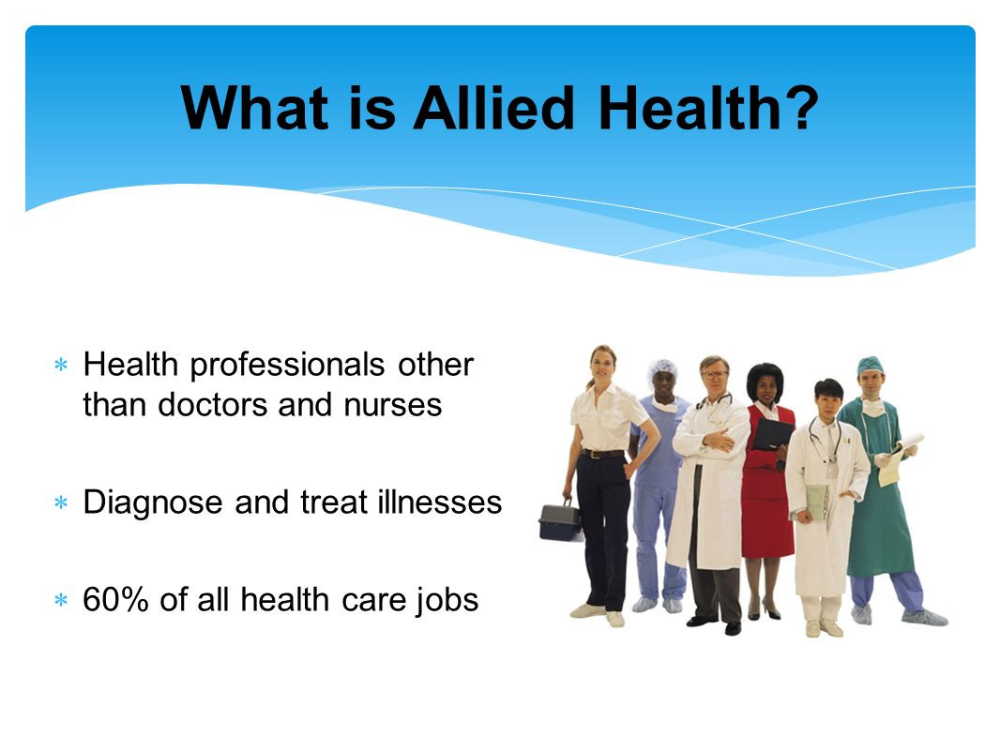 What is Allied Health?
∗ Health professionals other
than doctors and nurses
∗ Diagnose and treat illnesses
∗ 60% of all health care jobs